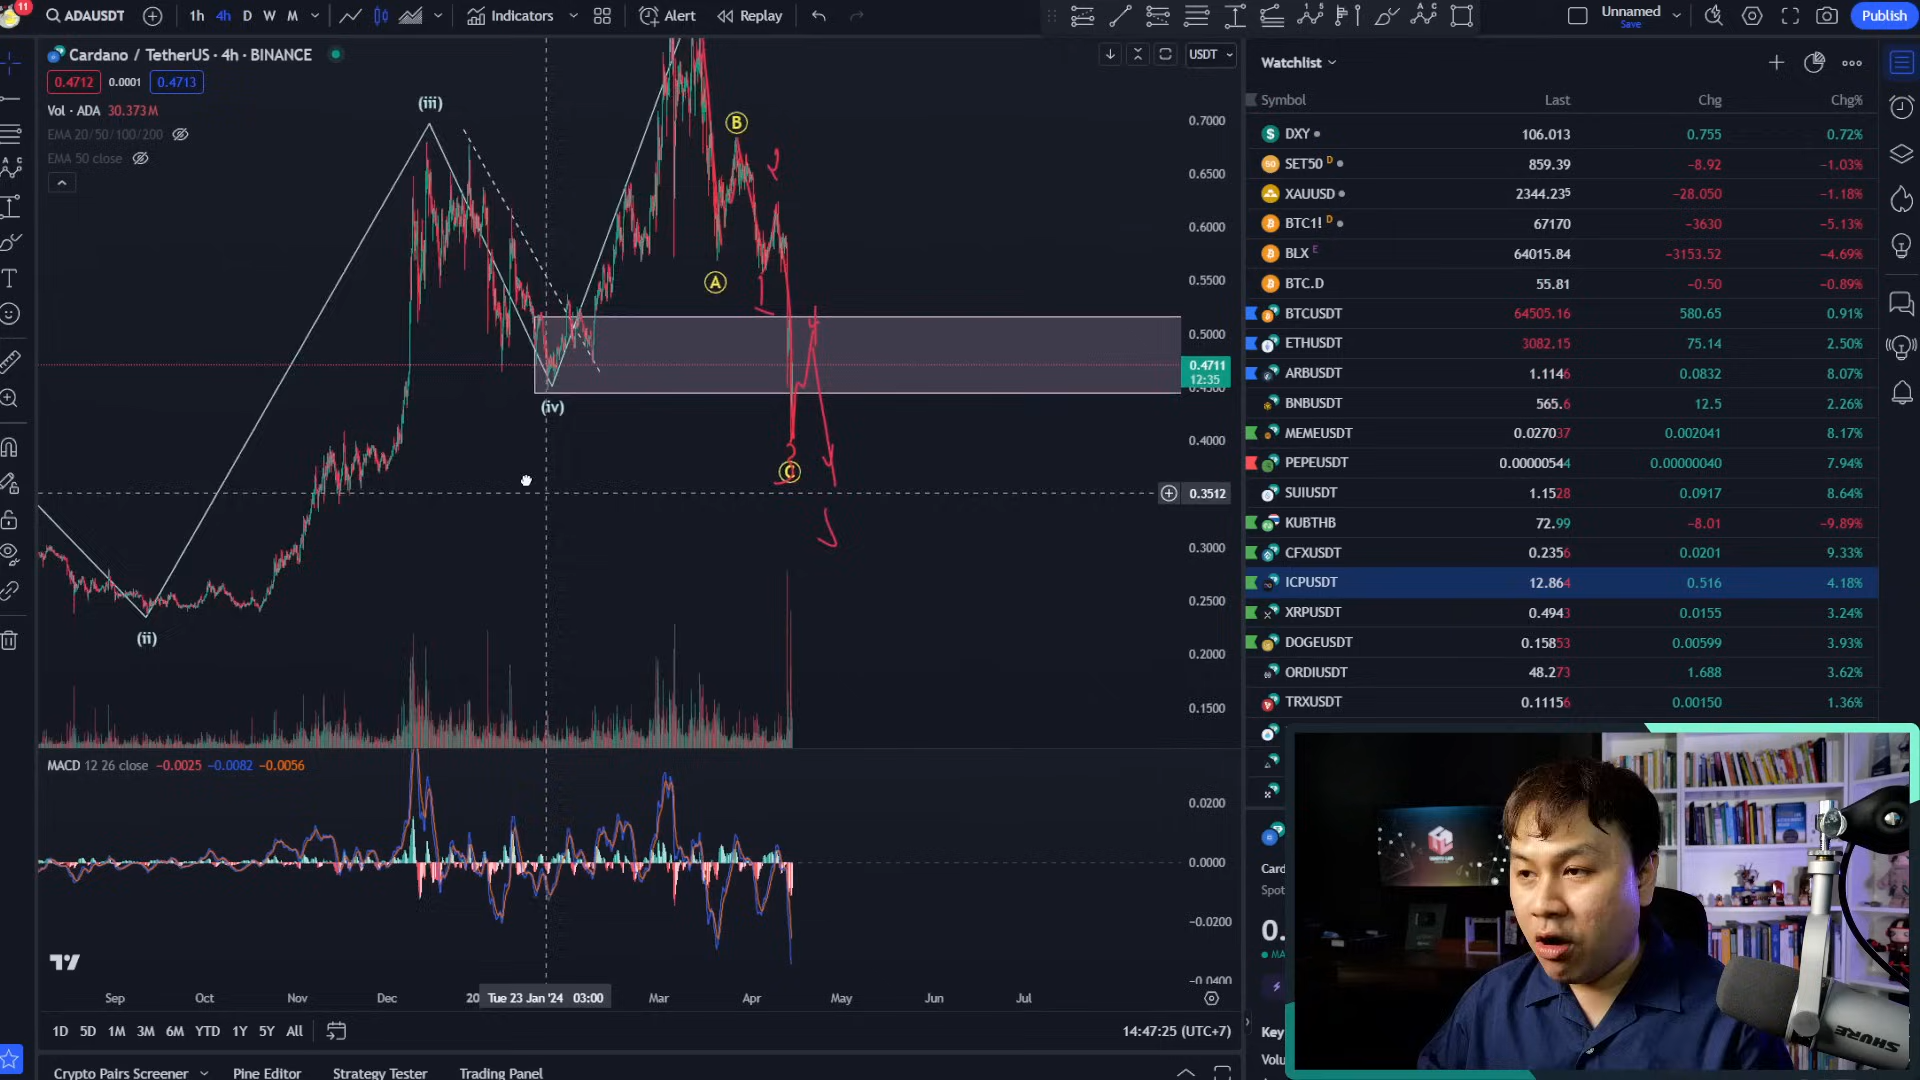 11
ADAUSDT
1h 4h D W M
Indicators
Alert
Replay
Unnamed
Save
Publish
Cardano / TetherUS · 4h · BINANCE
0.4712 0.0001 0.4713
Vol · ADA 30.373M
EMA 20/50/100/200
EMA 50 close
USDT
(iii)
B
A
(iv)
C
(ii)
0.7000
0.6500
0.6000
0.5500
0.5000
0.4711
12:35
0.4000
0.3512
0.3000
0.2500
0.2000
0.1500
MACD 12 26 close −0.0025 −0.0082 −0.0056
0.0200
0.0000
−0.0200
−0.0400
Sep Oct Nov Dec 20 Tue 23 Jan '24 03:00 Mar Apr May Jun Jul
1D 5D 1M 3M 6M YTD 1Y 5Y All
14:47:25 (UTC+7)
Crypto Pairs Screener Pine Editor Strategy Tester Trading Panel
Watchlist
Symbol Last Chg Chg%
DXY 106.013 0.755 0.72%
SET50 D 859.39 −8.92 −1.03%
XAUUSD 2344.235 −28.050 −1.18%
BTC1! D 67170 −3630 −5.13%
BLX E 64015.84 −3153.52 −4.69%
BTC.D 55.81 −0.50 −0.89%
BTCUSDT 64505.16 580.65 0.91%
ETHUSDT 3082.15 75.14 2.50%
ARBUSDT 1.1146 0.0832 8.07%
BNBUSDT 565.6 12.5 2.26%
MEMEUSDT 0.027037 0.002041 8.17%
PEPEUSDT 0.00000544 0.00000040 7.94%
SUIUSDT 1.1528 0.0917 8.64%
KUBTHB 72.99 −8.01 −9.89%
CFXUSDT 0.2356 0.0201 9.33%
ICPUSDT 12.864 0.516 4.18%
XRPUSDT 0.4943 0.0155 3.24%
DOGEUSDT 0.15853 0.00599 3.93%
ORDIUSDT 48.273 1.688 3.62%
TRXUSDT 0.11156 0.00150 1.36%
Card
Spot
0.
MA
Key
Volu
SHURE